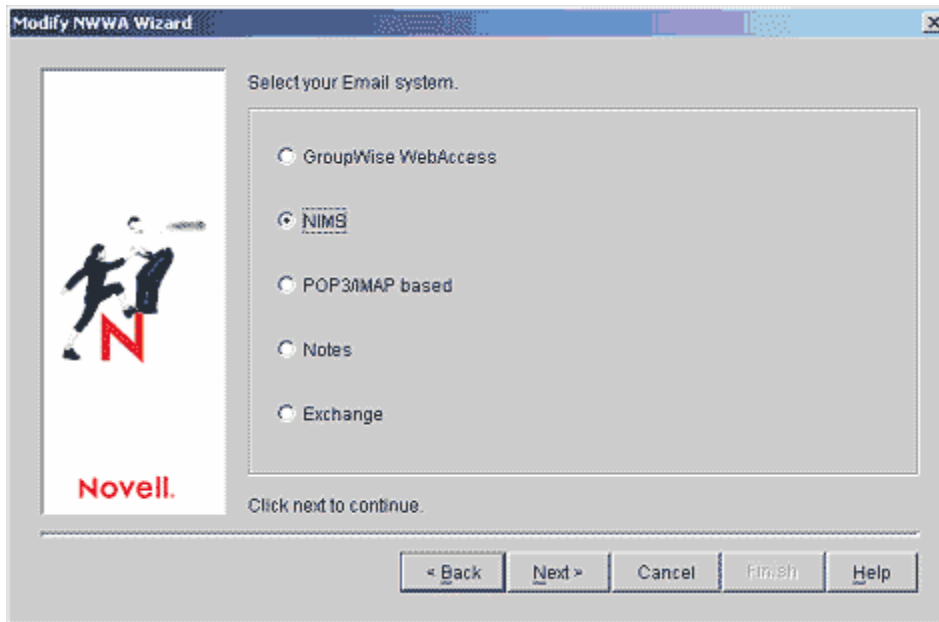 Modify NWWA Wizard
Select your Email system.
GroupWise WebAccess
NIMS
POP3/IMAP based
Notes
Exchange
N
Novell.
Click next to continue.
< Back
Next >
Cancel
Finish
Help